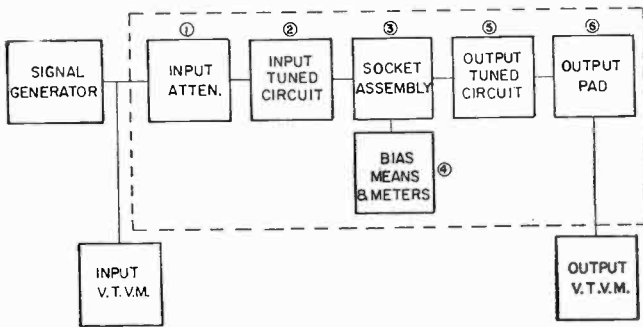 ①
②
③
⑤
⑥
SIGNAL
GENERATOR
INPUT
ATTEN.
INPUT
TUNED
CIRCUIT
SOCKET
ASSEMBLY
OUTPUT
TUNED
CIRCUIT
OUTPUT
PAD
BIAS
MEANS
& METERS
④
INPUT
V.T.V.M.
OUTPUT
V.T.V.M.